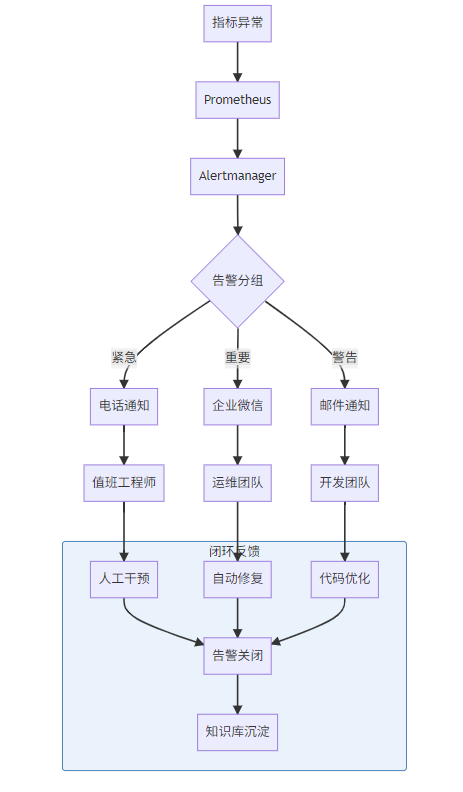 指标异常
Prometheus
Alertmanager
告警分组
紧急
重要
警告
电话通知
企业微信
邮件通知
值班工程师
运维团队
开发团队
闭环反馈
人工干预
自动修复
代码优化
告警关闭
知识库沉淀